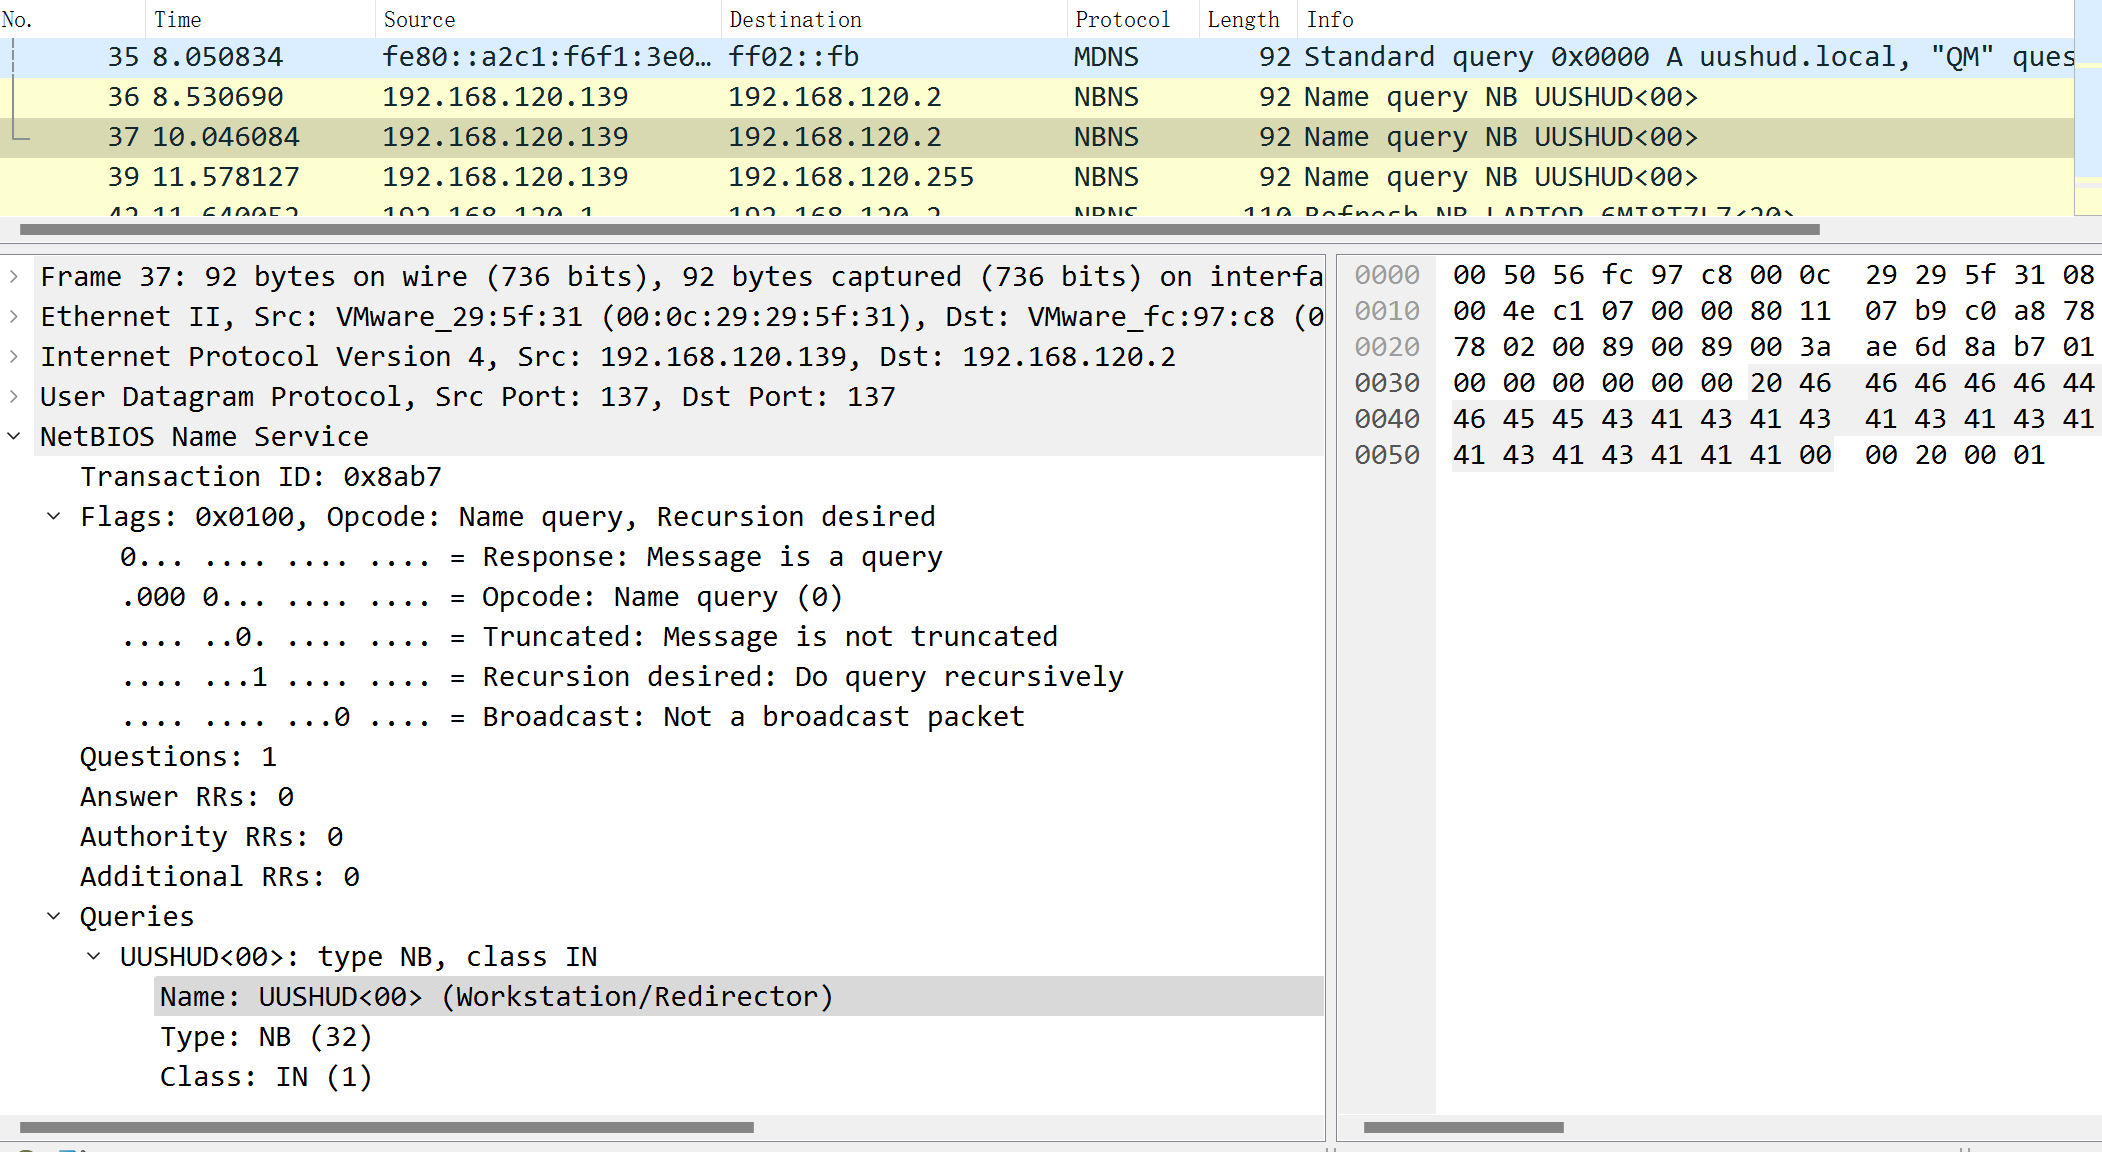 No. Time Source Destination Protocol Length Info
35 8.050834 fe80::a2c1:f6f1:3e0… ff02::fb MDNS 92 Standard query 0x0000 A uushud.local, "QM" ques
36 8.530690 192.168.120.139 192.168.120.2 NBNS 92 Name query NB UUSHUD<00>
37 10.046084 192.168.120.139 192.168.120.2 NBNS 92 Name query NB UUSHUD<00>
39 11.578127 192.168.120.139 192.168.120.255 NBNS 92 Name query NB UUSHUD<00>
42 11.640052 192.168.120.1 192.168.120.2 NBNS 110 Refresh NB
Frame 37: 92 bytes on wire (736 bits), 92 bytes captured (736 bits) on interfa
Ethernet II, Src: VMware_29:5f:31 (00:0c:29:29:5f:31), Dst: VMware_fc:97:c8 (0
Internet Protocol Version 4, Src: 192.168.120.139, Dst: 192.168.120.2
User Datagram Protocol, Src Port: 137, Dst Port: 137
NetBIOS Name Service
Transaction ID: 0x8ab7
Flags: 0x0100, Opcode: Name query, Recursion desired
0... .... .... .... = Response: Message is a query
.000 0... .... .... = Opcode: Name query (0)
.... ..0. .... .... = Truncated: Message is not truncated
.... ...1 .... .... = Recursion desired: Do query recursively
.... .... ...0 .... = Broadcast: Not a broadcast packet
Questions: 1
Answer RRs: 0
Authority RRs: 0
Additional RRs: 0
Queries
UUSHUD<00>: type NB, class IN
Name: UUSHUD<00> (Workstation/Redirector)
Type: NB (32)
Class: IN (1)
0000 00 50 56 fc 97 c8 00 0c 29 29 5f 31 08
0010 00 4e c1 07 00 00 80 11 07 b9 c0 a8 78
0020 78 02 00 89 00 89 00 3a ae 6d 8a b7 01
0030 00 00 00 00 00 00 20 46 46 46 46 46 44
0040 46 45 45 43 41 43 41 43 41 43 41 43 41
0050 41 43 41 43 41 41 41 00 00 20 00 01